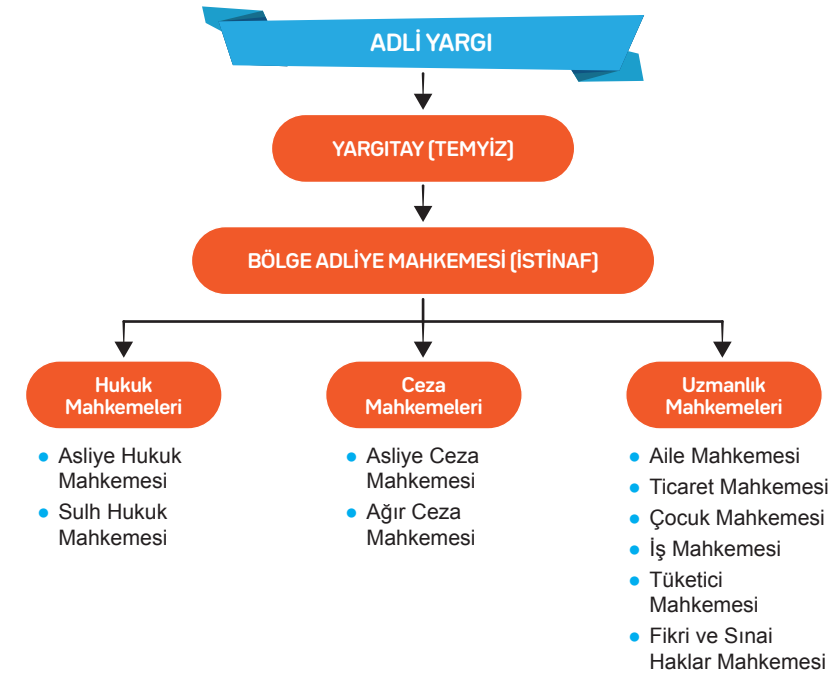 ADLİ YARGI
YARGITAY (TEMYİZ)
BÖLGE ADLİYE MAHKEMESİ (İSTİNAF)
Hukuk
Mahkemeleri
Asliye Hukuk
Mahkemesi
Sulh Hukuk
Mahkemesi
Ceza
Mahkemeleri
Asliye Ceza
Mahkemesi
Ağır Ceza
Mahkemesi
Uzmanlık
Mahkemeleri
Aile Mahkemesi
Ticaret Mahkemesi
Çocuk Mahkemesi
İş Mahkemesi
Tüketici
Mahkemesi
Fikri ve Sınai
Haklar Mahkemesi